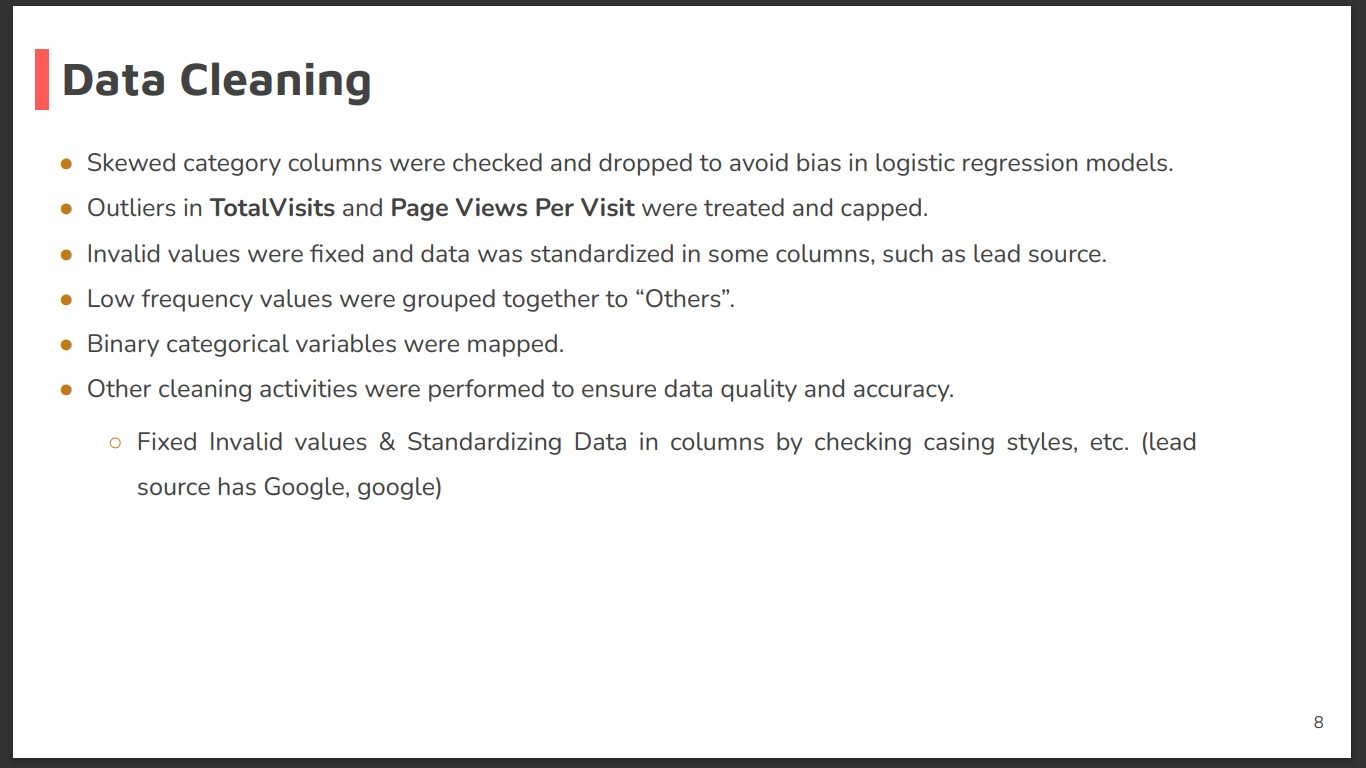 Data Cleaning
● Skewed category columns were checked and dropped to avoid bias in logistic regression models.
● Outliers in TotalVisits and Page Views Per Visit were treated and capped.
● Invalid values were fixed and data was standardized in some columns, such as lead source.
● Low frequency values were grouped together to “Others”.
● Binary categorical variables were mapped.
● Other cleaning activities were performed to ensure data quality and accuracy.
○ Fixed Invalid values & Standardizing Data in columns by checking casing styles, etc. (lead
source has Google, google)
8